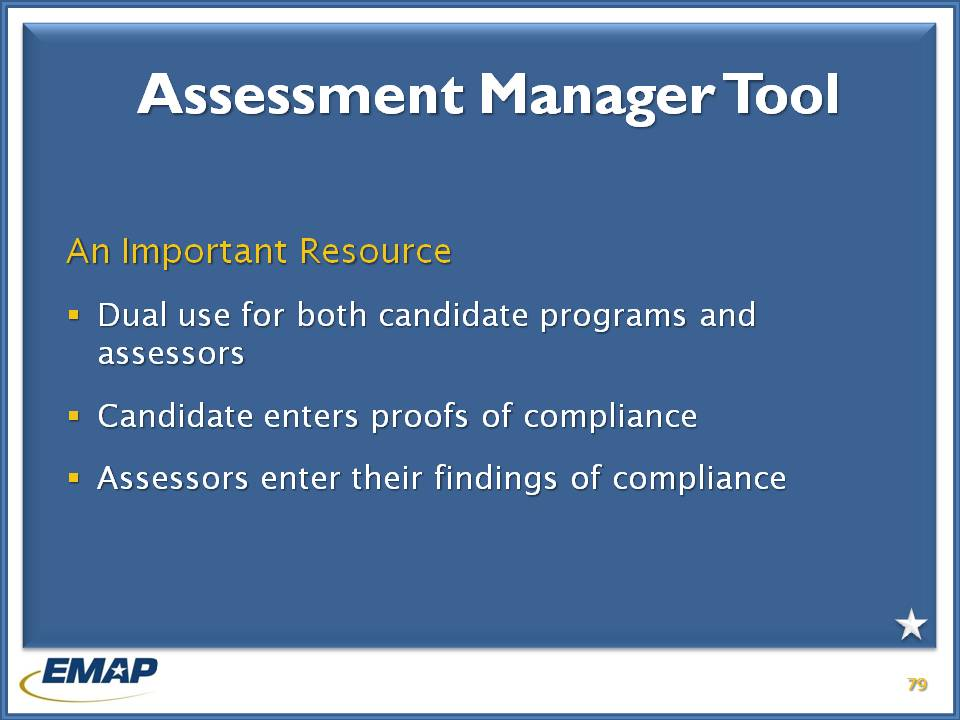 Assessment Manager Tool
An Important Resource
▪ Dual use for both candidate programs and
assessors
▪ Candidate enters proofs of compliance
▪ Assessors enter their findings of compliance
EMAP
79